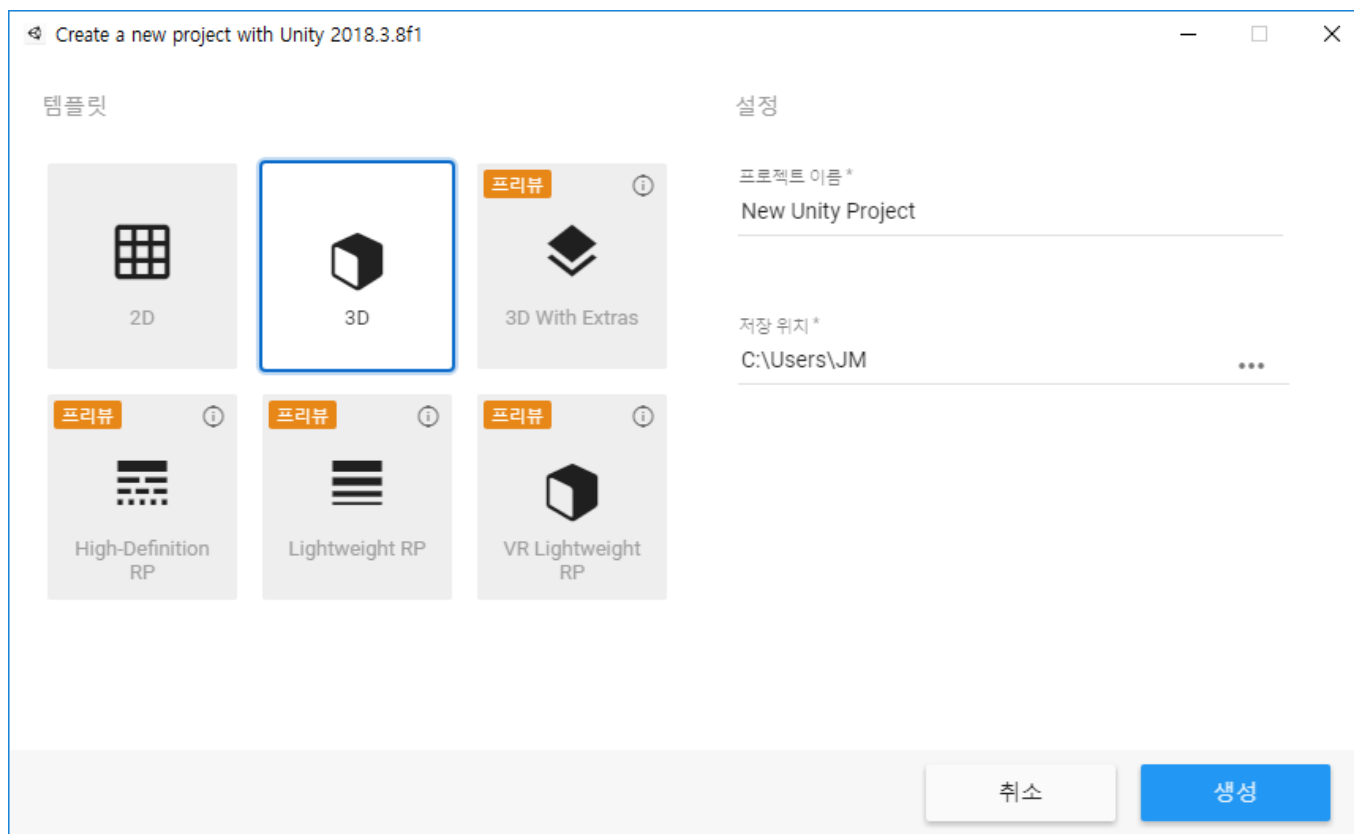 Create a new project with Unity 2018.3.8f1
템플릿
2D
3D
프리뷰
3D With Extras
프리뷰
High-Definition
RP
프리뷰
Lightweight RP
프리뷰
VR Lightweight
RP
설정
프로젝트 이름 *
New Unity Project
저장 위치 *
C:\Users\JM
취소
생성